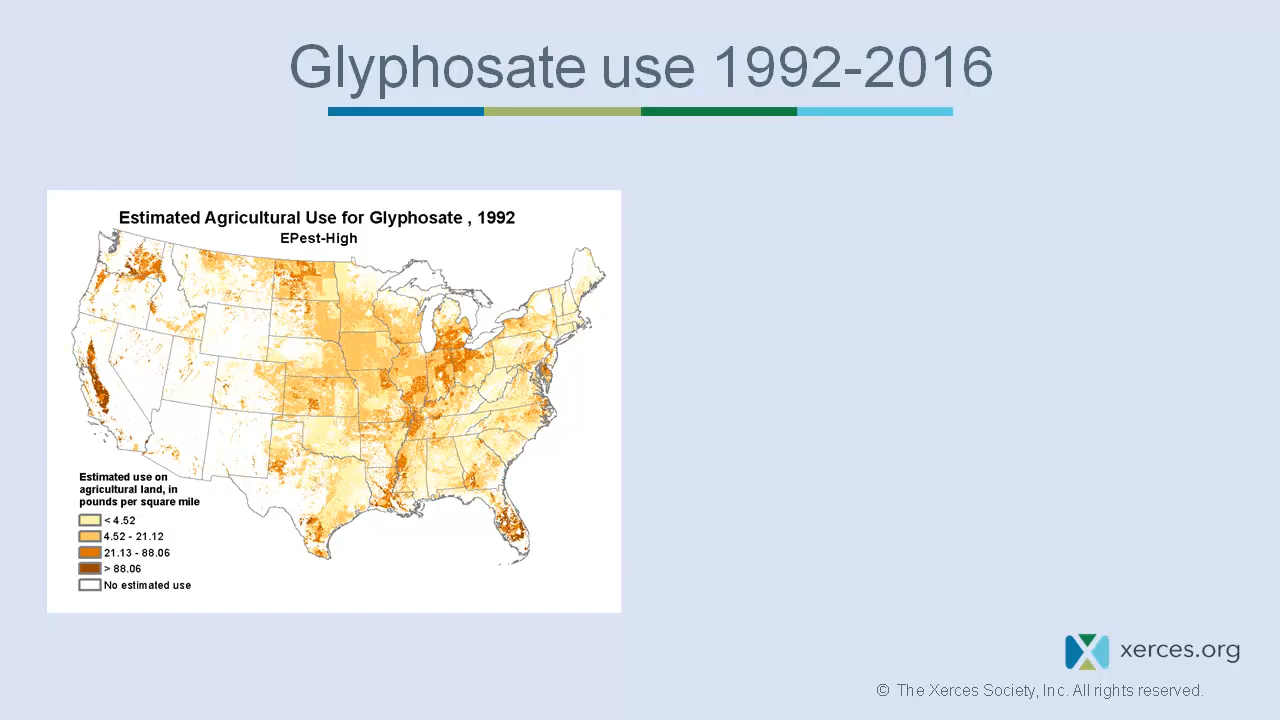 Glyphosate use 1992-2016
Estimated Agricultural Use for Glyphosate , 1992
EPest-High
Estimated use on
agricultural land, in
pounds per square mile
< 4.52
4.52 - 21.12
21.13 - 88.06
> 88.06
No estimated use
xerces.org
© The Xerces Society, Inc. All rights reserved.